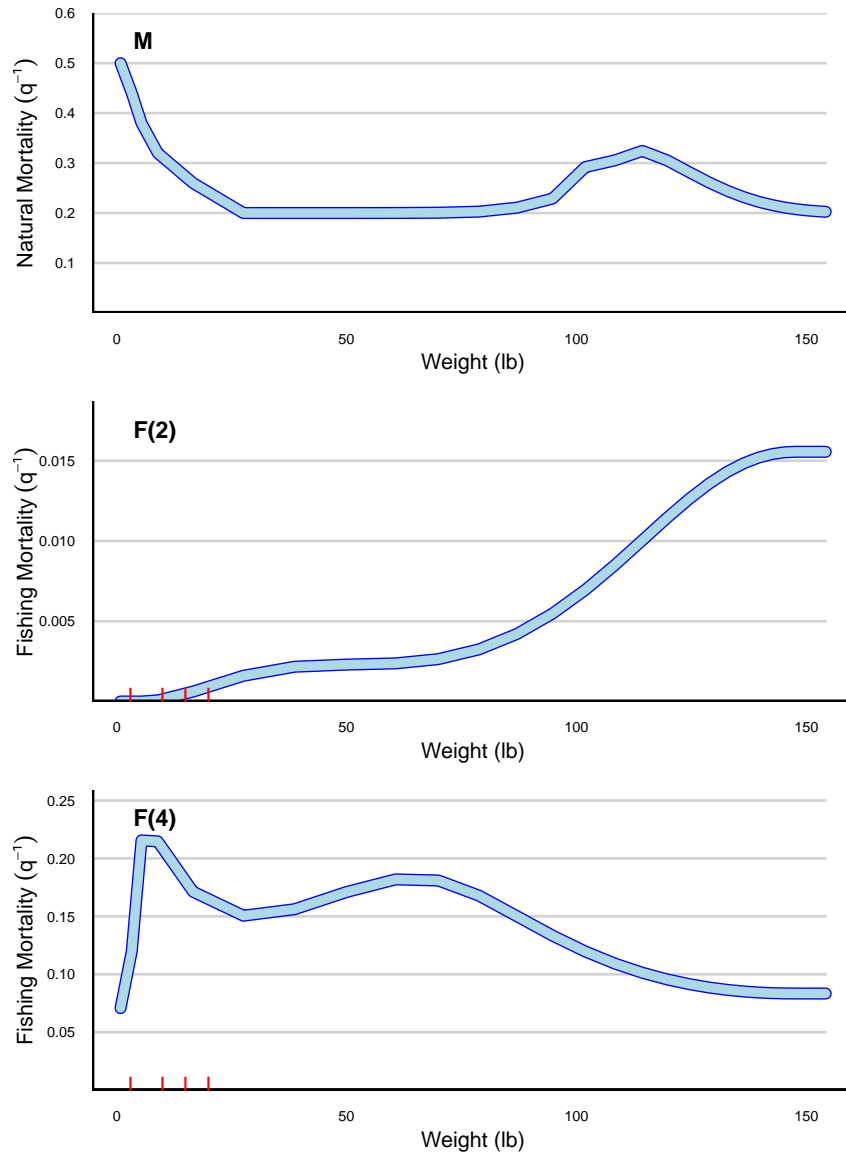 M
Natural Mortality (q⁻¹)
0.6
0.5
0.4
0.3
0.2
0.1
0 50 100 150
Weight (lb)
F(2)
Fishing Mortality (q⁻¹)
0.015
0.010
0.005
0 50 100 150
Weight (lb)
F(4)
Fishing Mortality (q⁻¹)
0.25
0.20
0.15
0.10
0.05
0 50 100 150
Weight (lb)